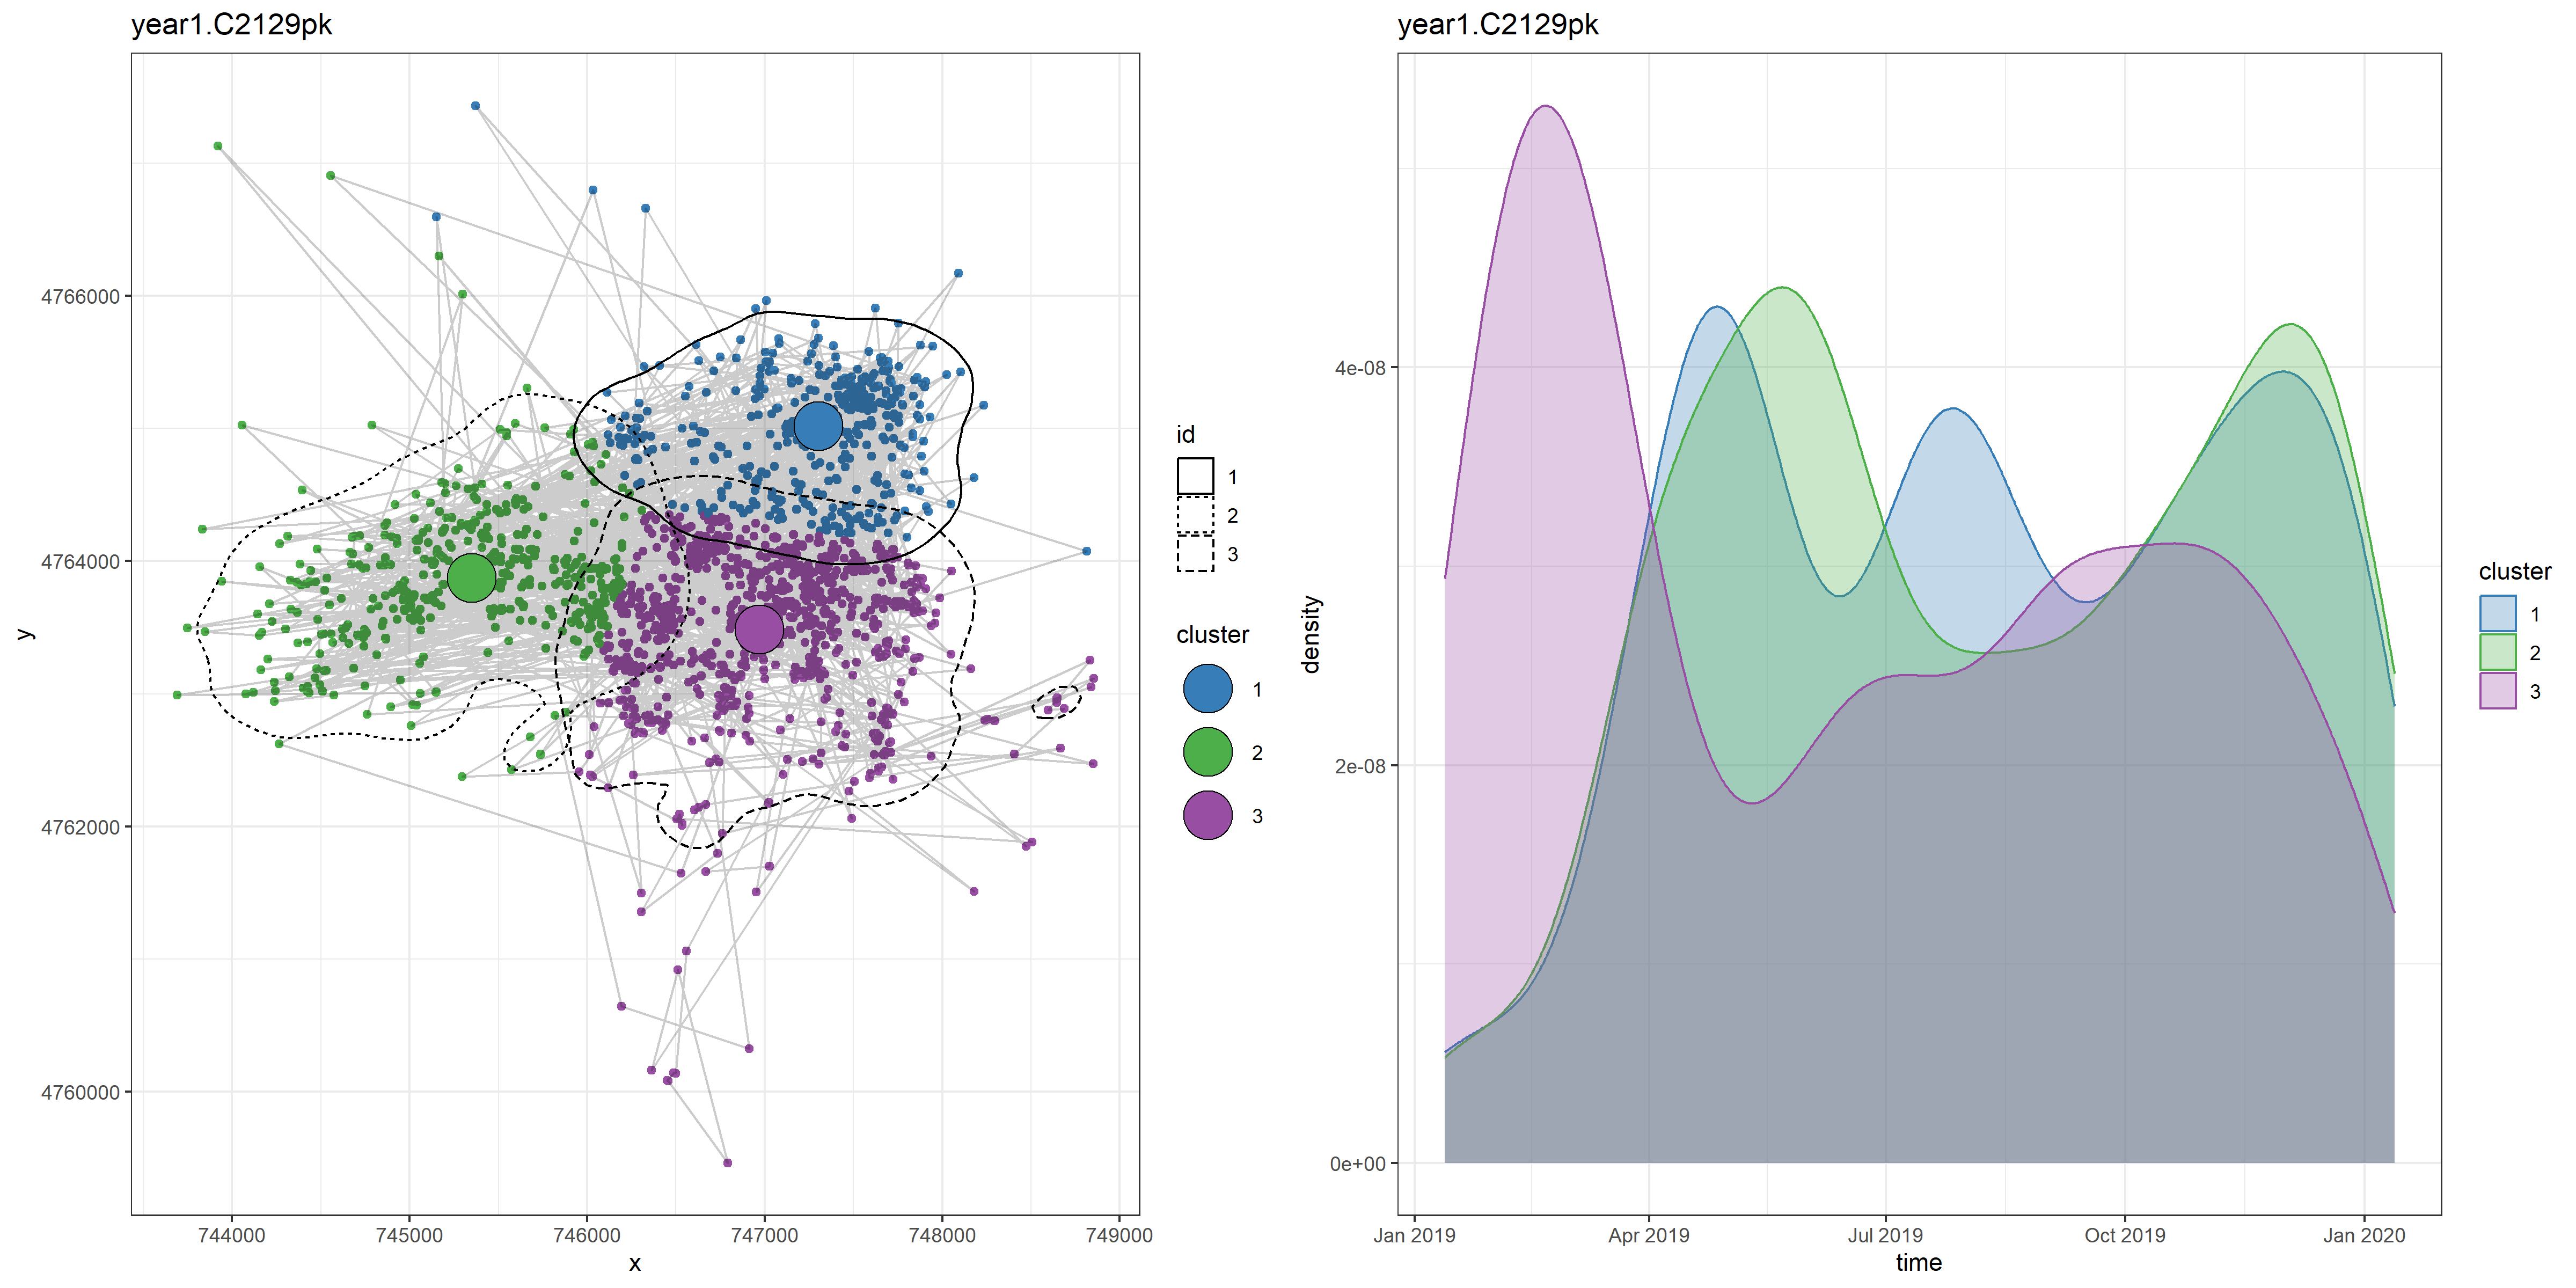 year1.C2129pk
4766000
4764000
4762000
4760000
y
744000 745000 746000 747000 748000 749000
x
id
1
2
3
cluster
1
2
3
year1.C2129pk
4e-08
2e-08
0e+00
density
Jan 2019 Apr 2019 Jul 2019 Oct 2019 Jan 2020
time
cluster
1
2
3